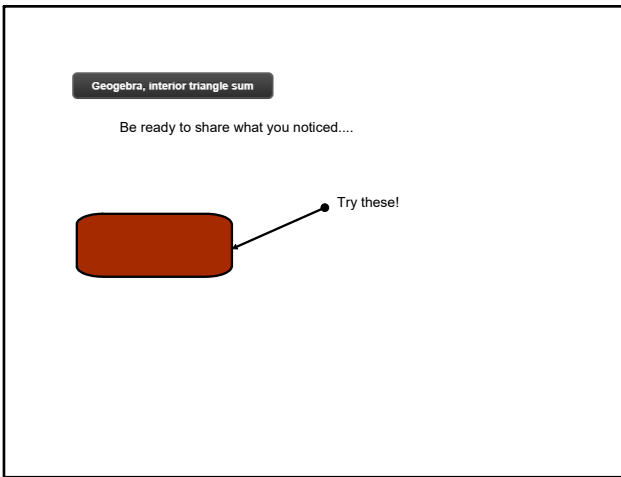 Geogebra, interior triangle sum
Be ready to share what you noticed....
Try these!